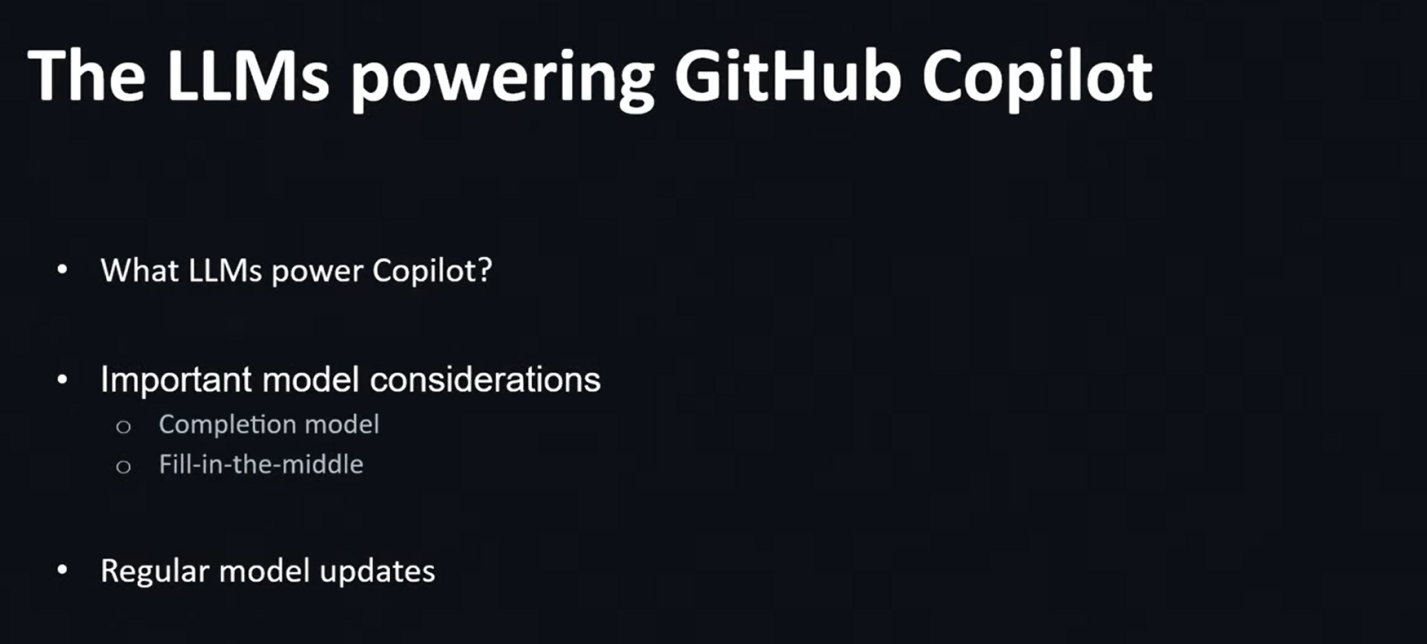 The LLMs powering GitHub Copilot
• What LLMs power Copilot?
• Important model considerations
○ Completion model
○ Fill-in-the-middle
• Regular model updates